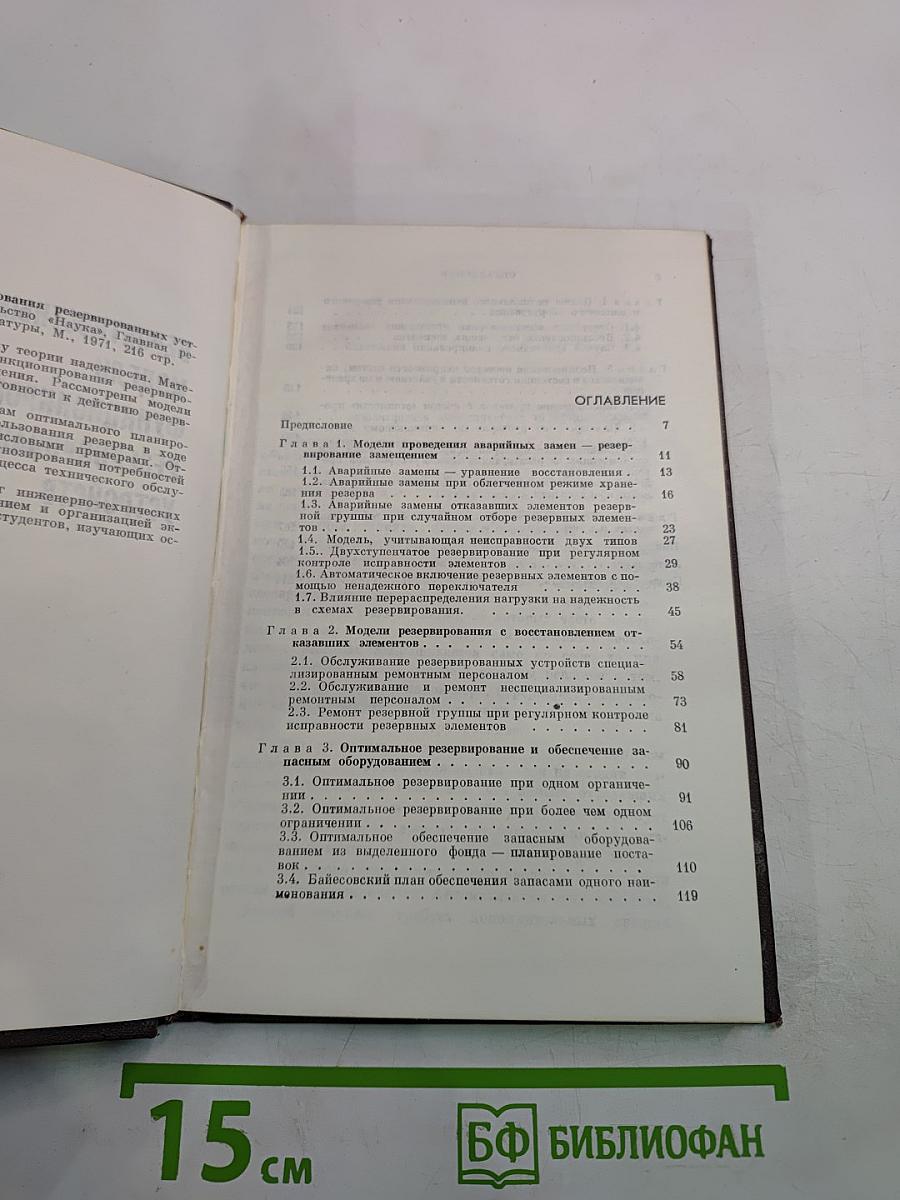 ования резервированных уст-
льство «Наука», Главная ре-
атуры, М., 1971, 216 стр.
у теории надежности. Мате-
нкционирования резервиро-
ения. Рассмотрены модели
овности к действию резерв-
ам оптимального планиро-
льзования резерва в ходе
исловыми примерами. От-
гнозирования потребностей
цесса технического обслу-
г инженерно-технических
нием и организацией эк-
студентов, изучающих ос-
ОГЛАВЛЕНИЕ
Предисловие . . . . . . . . . . . . . . . . 7
Глава 1. Модели проведения аварийных замен — резер-
вирование замещением . . . . . . . . . . . . 11
1.1. Аварийные замены — уравнение восстановления . 13
1.2. Аварийные замены при облегченном режиме хране-
ния резерва . . . . . . . . . . . . . . . 16
1.3. Аварийные замены отказавших элементов резерв-
ной группы при случайном отборе резервных элемен-
тов . . . . . . . . . . . . . . . . . . 23
1.4. Модель, учитывающая неисправности двух типов 27
1.5.. Двухступенчатое резервирование при регулярном
контроле исправности элементов . . . . . . . . . 29
1.6. Автоматическое включение резервных элементов с по-
мощью ненадежного переключателя . . . . . . . 38
1.7. Влияние перераспределения нагрузки на надежность
в схемах резервирования. . . . . . . . . . . 45
Глава 2. Модели резервирования с восстановлением от-
казавших элементов . . . . . . . . . . . . . . 54
2.1. Обслуживание резервированных устройств специа-
лизированным ремонтным персоналом . . . . . . . 58
2.2. Обслуживание и ремонт неспециализированным
ремонтным персоналом . . . . . . . . . . . . 73
2.3. Ремонт резервной группы при регулярном контроле
исправности резервных элементов . . . . . . . . 81
Глава 3. Оптимальное резервирование и обеспечение за-
пасным оборудованием . . . . . . . . . . . . . 90
3.1. Оптимальное резервирование при одном ограниче-
нии . . . . . . . . . . . . . . . . . . . 91
3.2. Оптимальное резервирование при более чем одном
ограничении . . . . . . . . . . . . . . . . 106
3.3. Оптимальное обеспечение запасным оборудова-
ванием из выделенного фонда — планирование поста-
вок . . . . . . . . . . . . . . . . . . . 110
3.4. Байесовский план обеспечения запасами одного наи-
менования . . . . . . . . . . . . . . . . . 119
15 см
БФ БИБЛИОФАН